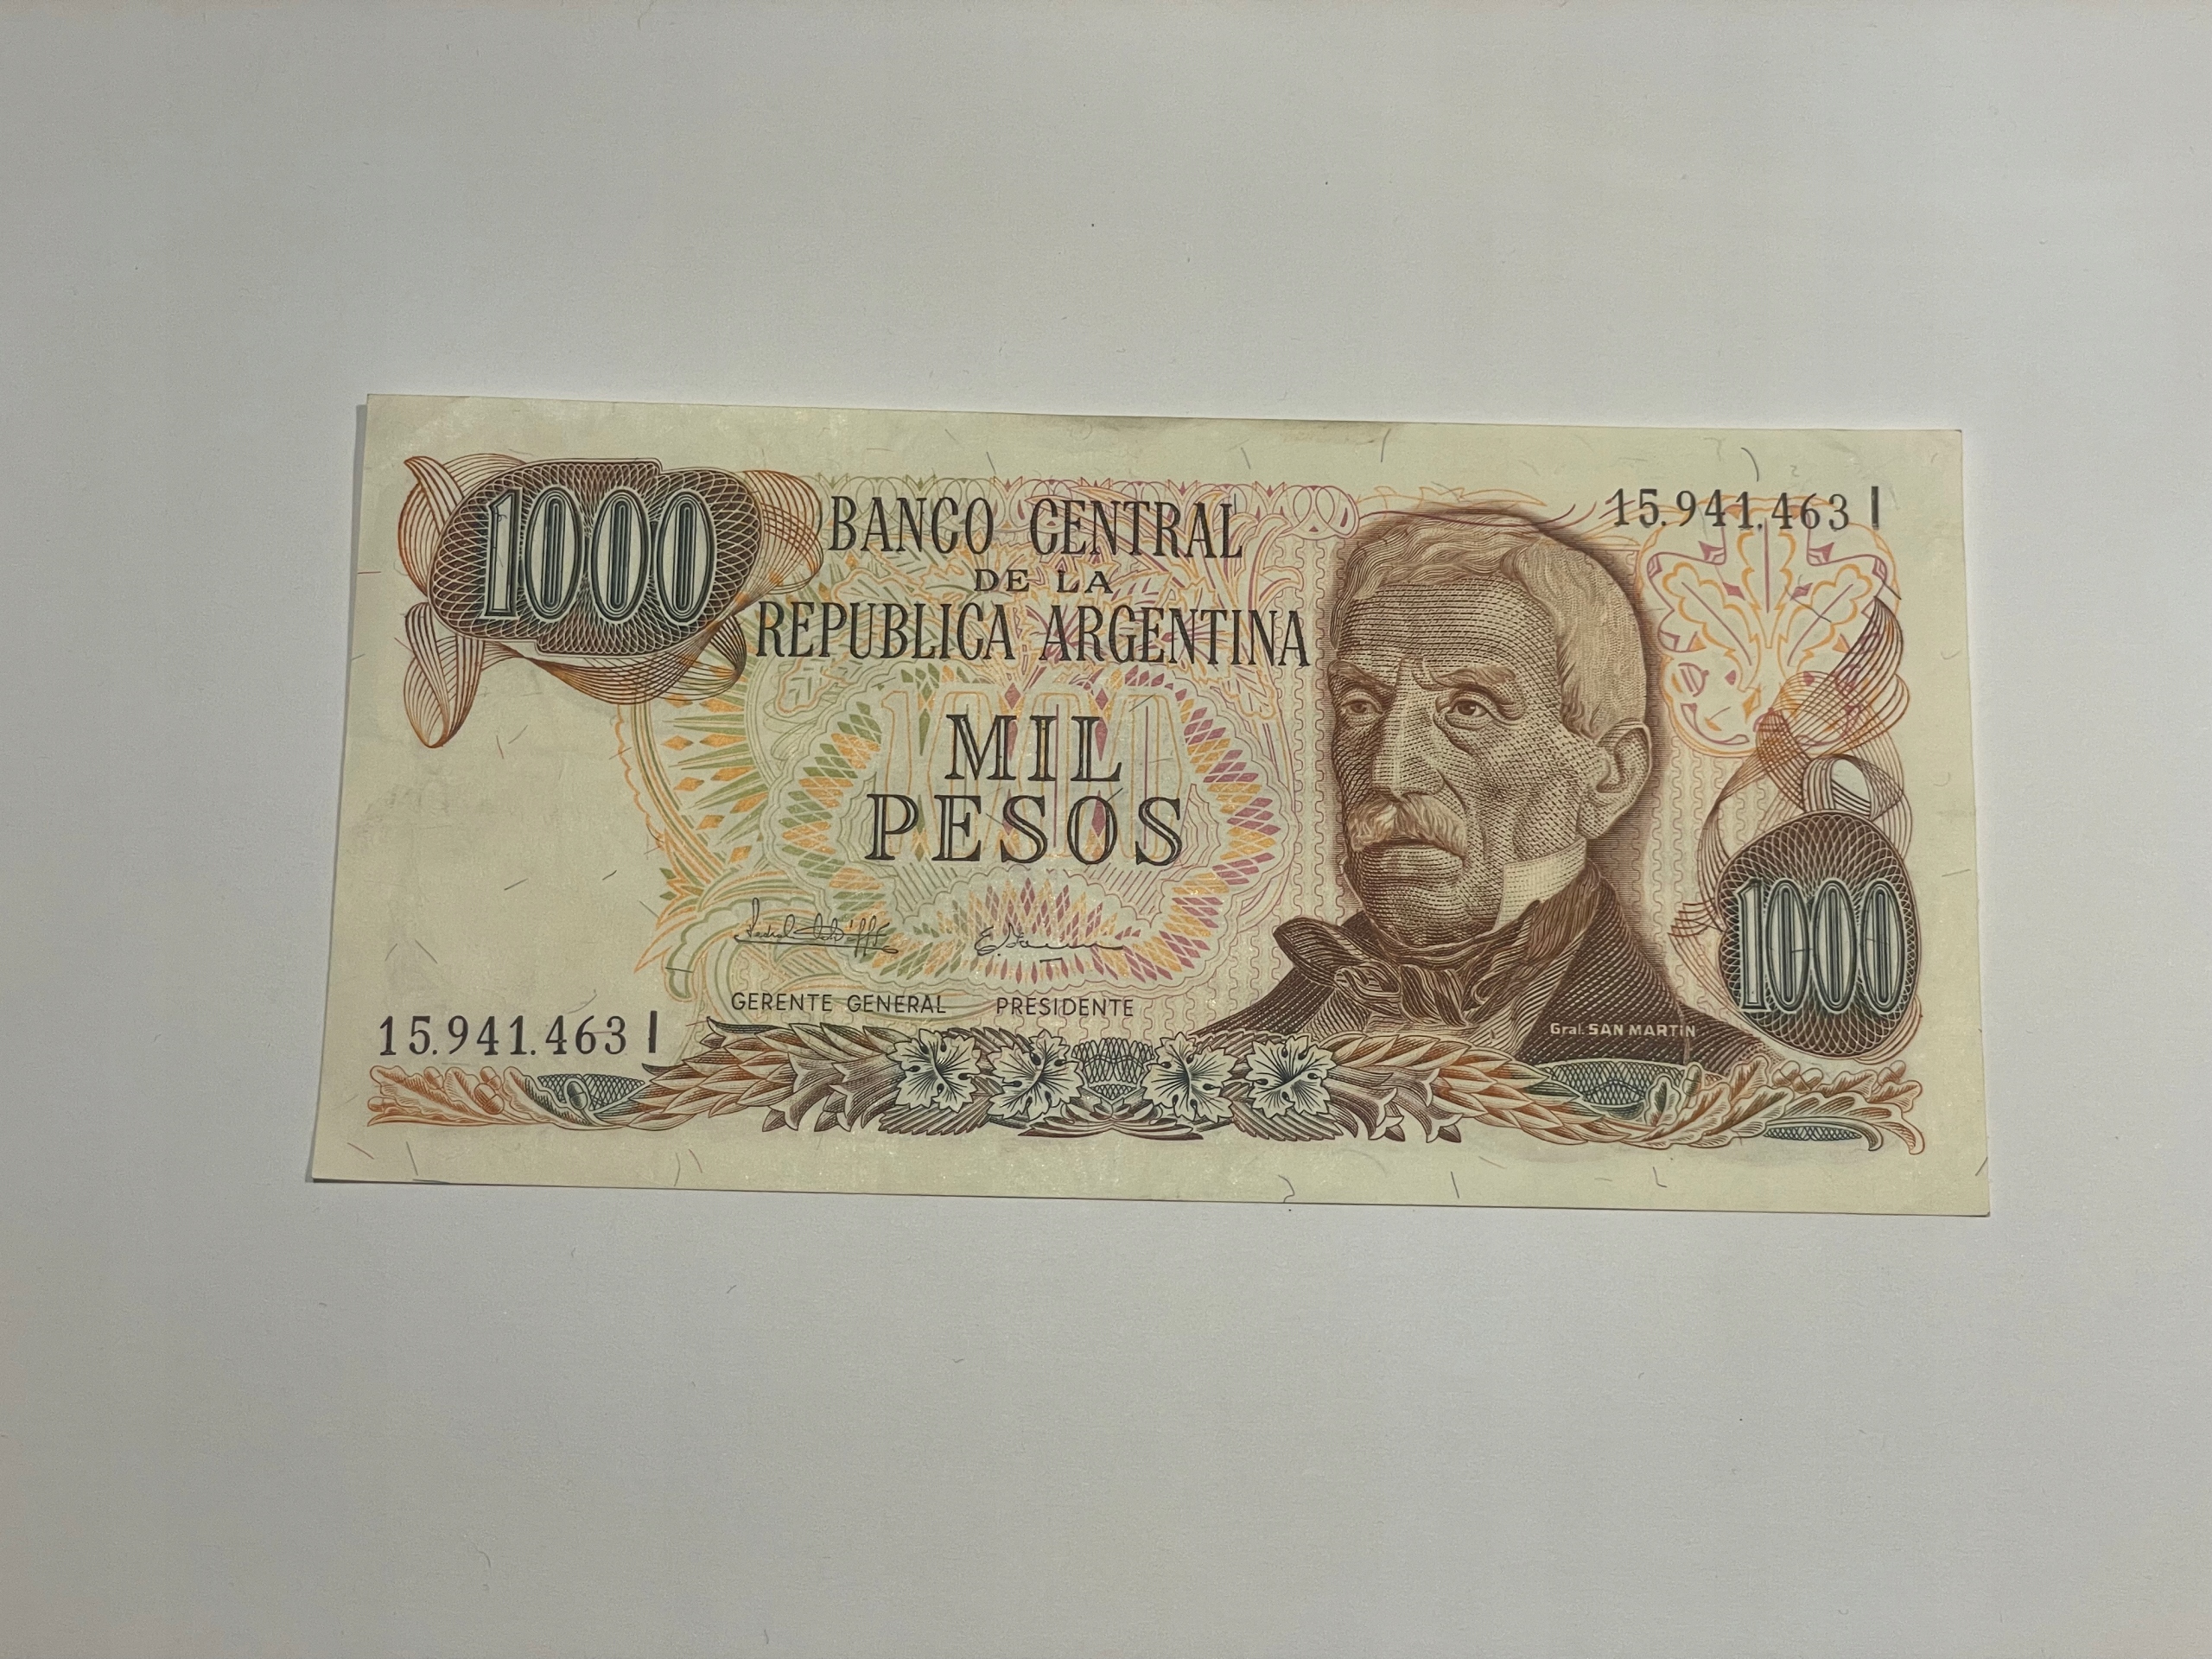 1000
BANCO CENTRAL
DE LA
REPUBLICA ARGENTINA
15.941.463 I
1000
MIL
PESOS
GERENTE GENERAL PRESIDENTE
Gral. SAN MARTIN
1000
15.941.463 I